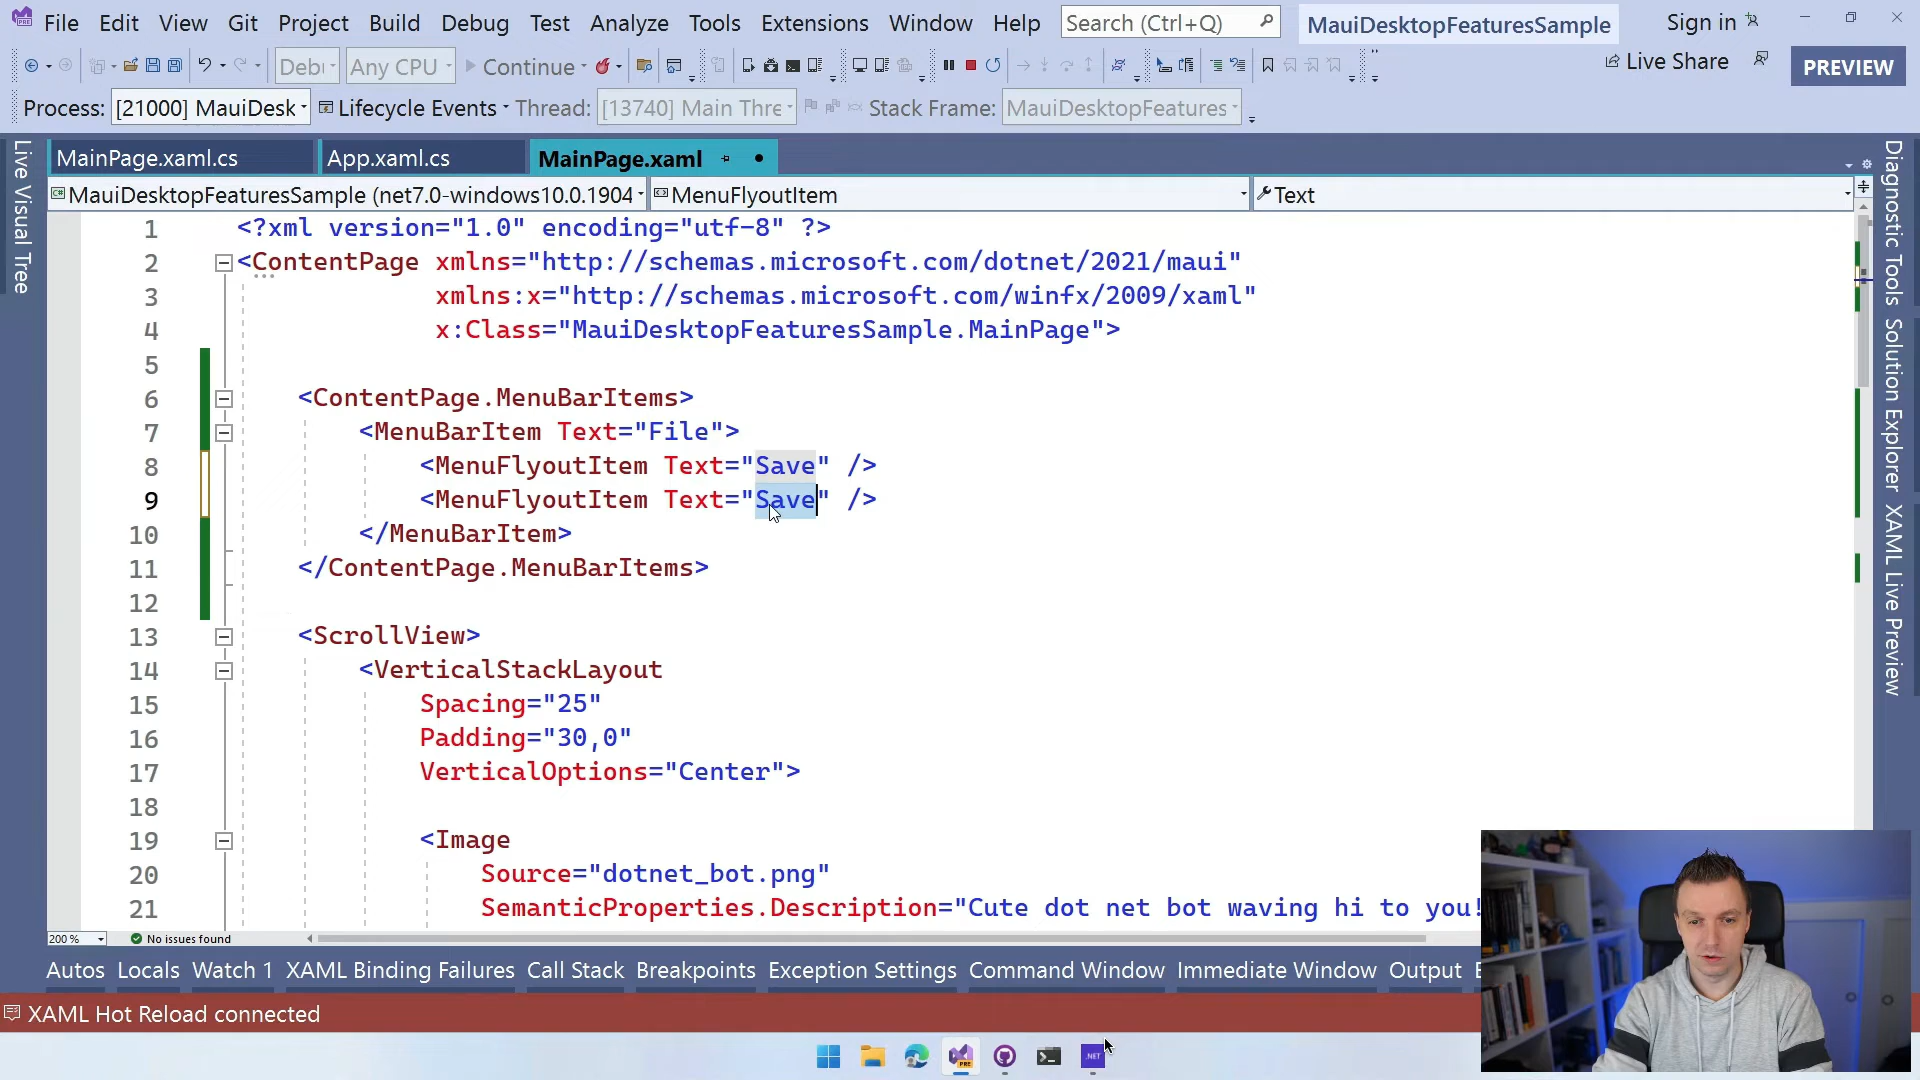 File Edit View Git Project Build Debug Test Analyze Tools Extensions Window Help Search (Ctrl+Q) MauiDesktopFeaturesSample Sign in
Debu Any CPU Continue Live Share PREVIEW
Process: [21000] MauiDesk Lifecycle Events Thread: [13740] Main Thre Stack Frame: MauiDesktopFeatures
MainPage.xaml.cs App.xaml.cs MainPage.xaml
MauiDesktopFeaturesSample (net7.0-windows10.0.1904 MenuFlyoutItem Text
1 <?xml version="1.0" encoding="utf-8" ?>
2 <ContentPage xmlns="http://schemas.microsoft.com/dotnet/2021/maui"
3 xmlns:x="http://schemas.microsoft.com/winfx/2009/xaml"
4 x:Class="MauiDesktopFeaturesSample.MainPage">
5
6 <ContentPage.MenuBarItems>
7 <MenuBarItem Text="File">
8 <MenuFlyoutItem Text="Save" />
9 <MenuFlyoutItem Text="Save" />
10 </MenuBarItem>
11 </ContentPage.MenuBarItems>
12
13 <ScrollView>
14 <VerticalStackLayout
15 Spacing="25"
16 Padding="30,0"
17 VerticalOptions="Center">
18
19 <Image
20 Source="dotnet_bot.png"
21 SemanticProperties.Description="Cute dot net bot waving hi to you!
Live Visual Tree
Diagnostic Tools
Solution Explorer
XAML Live Preview
200 % No issues found
Autos Locals Watch 1 XAML Binding Failures Call Stack Breakpoints Exception Settings Command Window Immediate Window Output
XAML Hot Reload connected
PRE
.NET